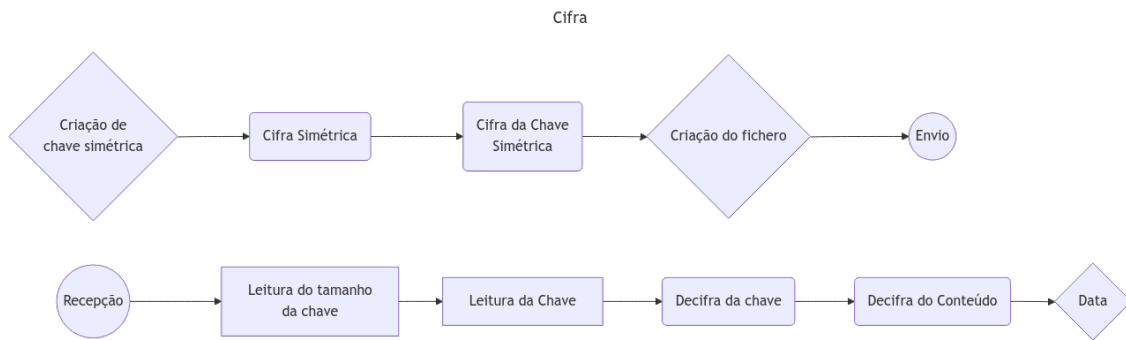 Cifra
Criação de
chave simétrica
Cifra Simétrica
Cifra da Chave
Simétrica
Criação do fichero
Envio
Recepção
Leitura do tamanho
da chave
Leitura da Chave
Decifra da chave
Decifra do Conteúdo
Data